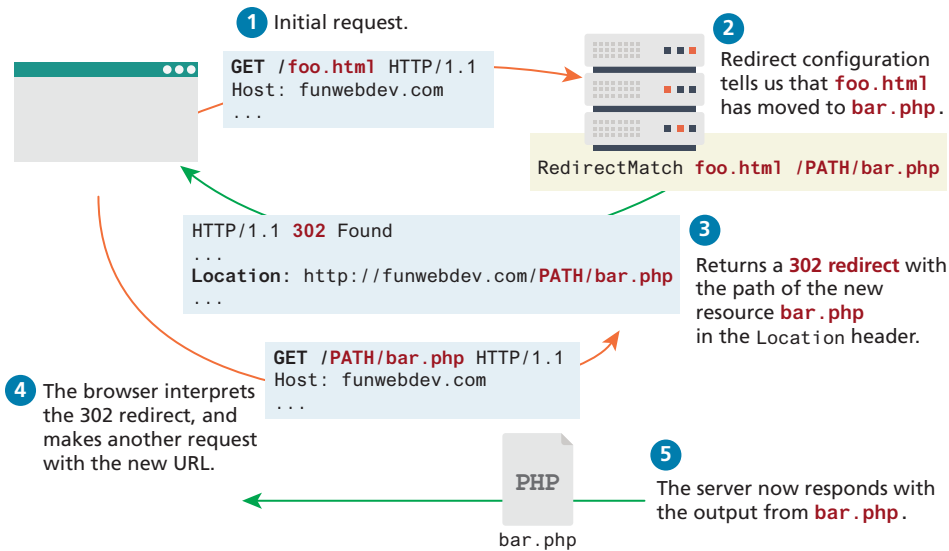 1 Initial request.
GET /foo.html HTTP/1.1
Host: funwebdev.com
...
2
Redirect configuration
tells us that foo.html
has moved to bar.php.
RedirectMatch foo.html /PATH/bar.php
HTTP/1.1 302 Found
...
Location: http://funwebdev.com/PATH/bar.php
...
3
Returns a 302 redirect with
the path of the new
resource bar.php
in the Location header.
GET /PATH/bar.php HTTP/1.1
Host: funwebdev.com
...
4 The browser interprets
the 302 redirect, and
makes another request
with the new URL.
PHP
bar.php
5
The server now responds with
the output from bar.php.